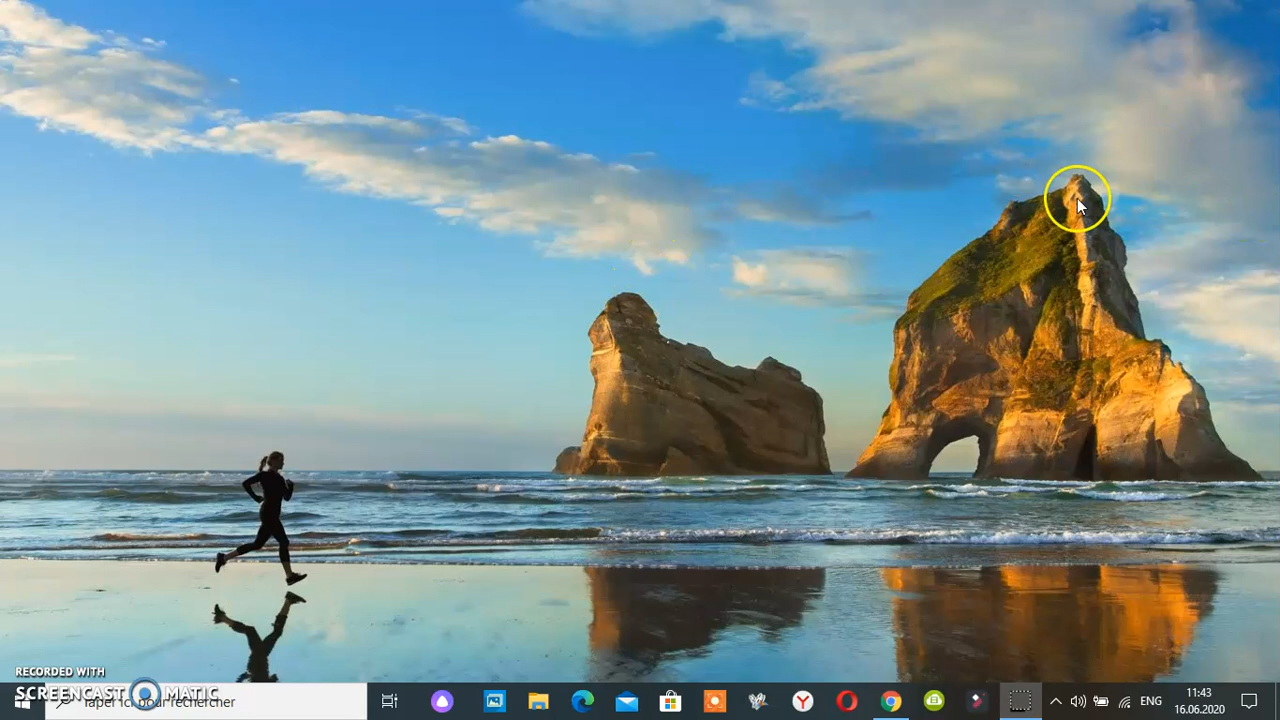 RECORDED WITH
SCREENCAST MATIC
Taper ici pour rechercher
ENG
11:43
16.06.2020